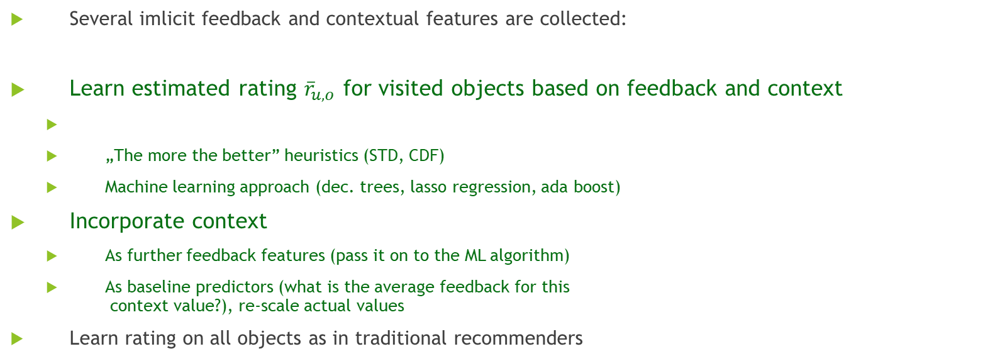 Several imlicit feedback and contextual features are collected:
Learn estimated rating r̄u,o for visited objects based on feedback and context
„The more the better” heuristics (STD, CDF)
Machine learning approach (dec. trees, lasso regression, ada boost)
Incorporate context
As further feedback features (pass it on to the ML algorithm)
As baseline predictors (what is the average feedback for this
context value?), re-scale actual values
Learn rating on all objects as in traditional recommenders